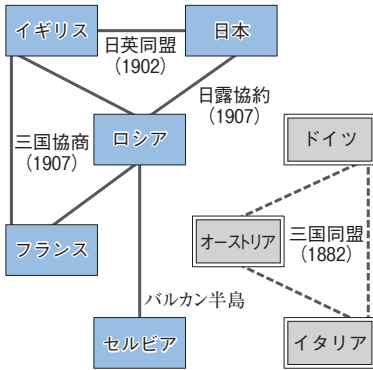 イギリス
日本
日英同盟
(1902)
日露協約
(1907)
三国協商
(1907)
ロシア
ドイツ
フランス
オーストリア
三国同盟
(1882)
バルカン半島
セルビア
イタリア